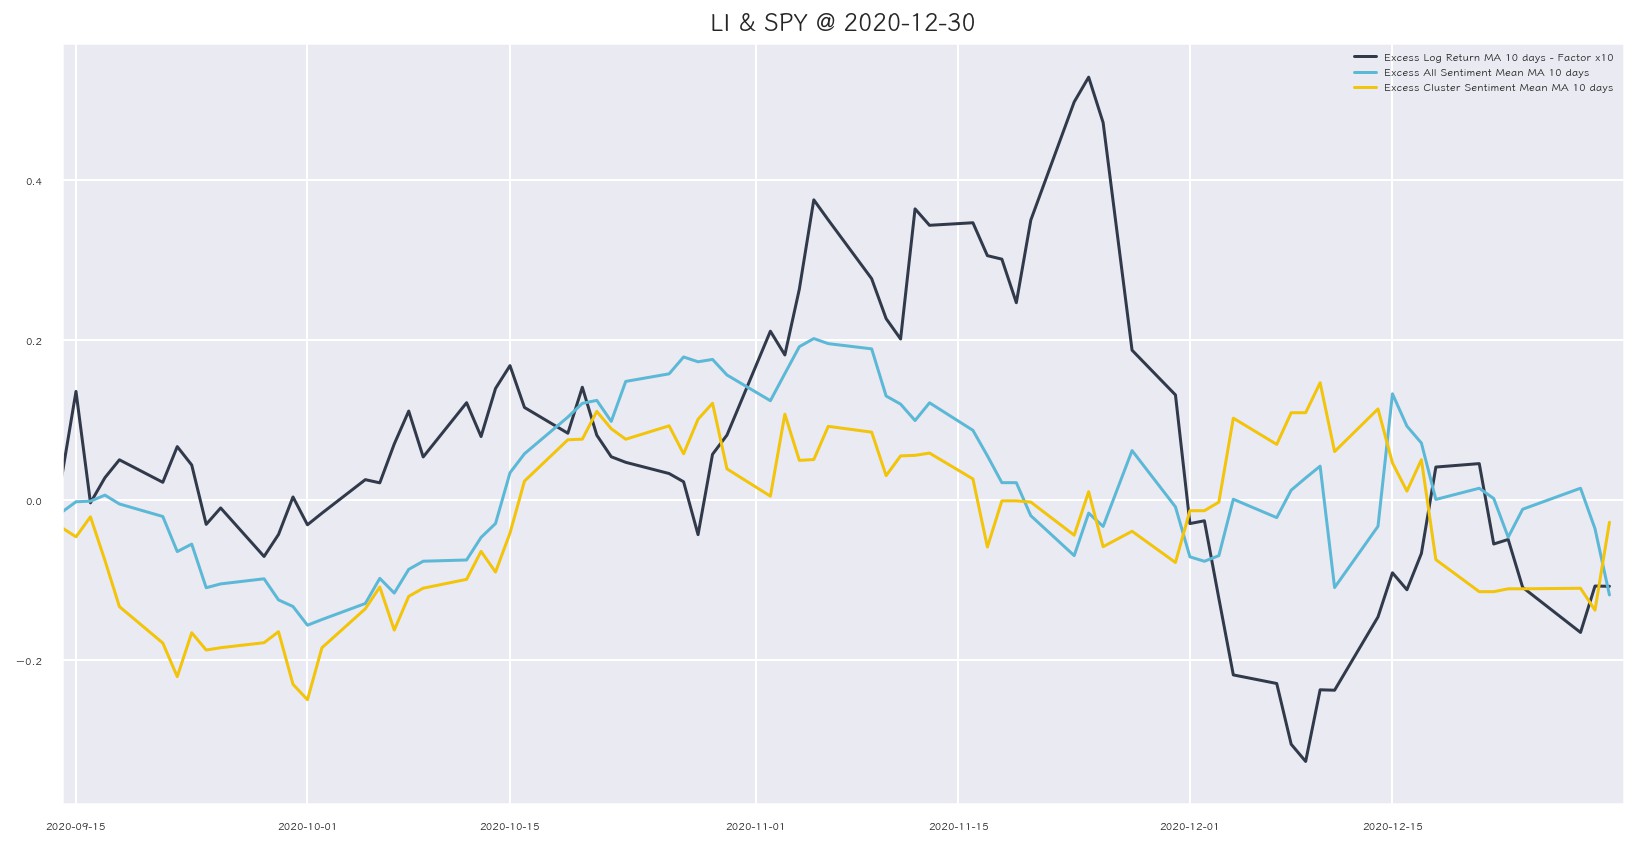 LI & SPY @ 2020-12-30
Excess Log Return MA 10 days - Factor x10
Excess All Sentiment Mean MA 10 days
Excess Cluster Sentiment Mean MA 10 days
0.4
0.2
0.0
−0.2
2020-09-15 2020-10-01 2020-10-15 2020-11-01 2020-11-15 2020-12-01 2020-12-15